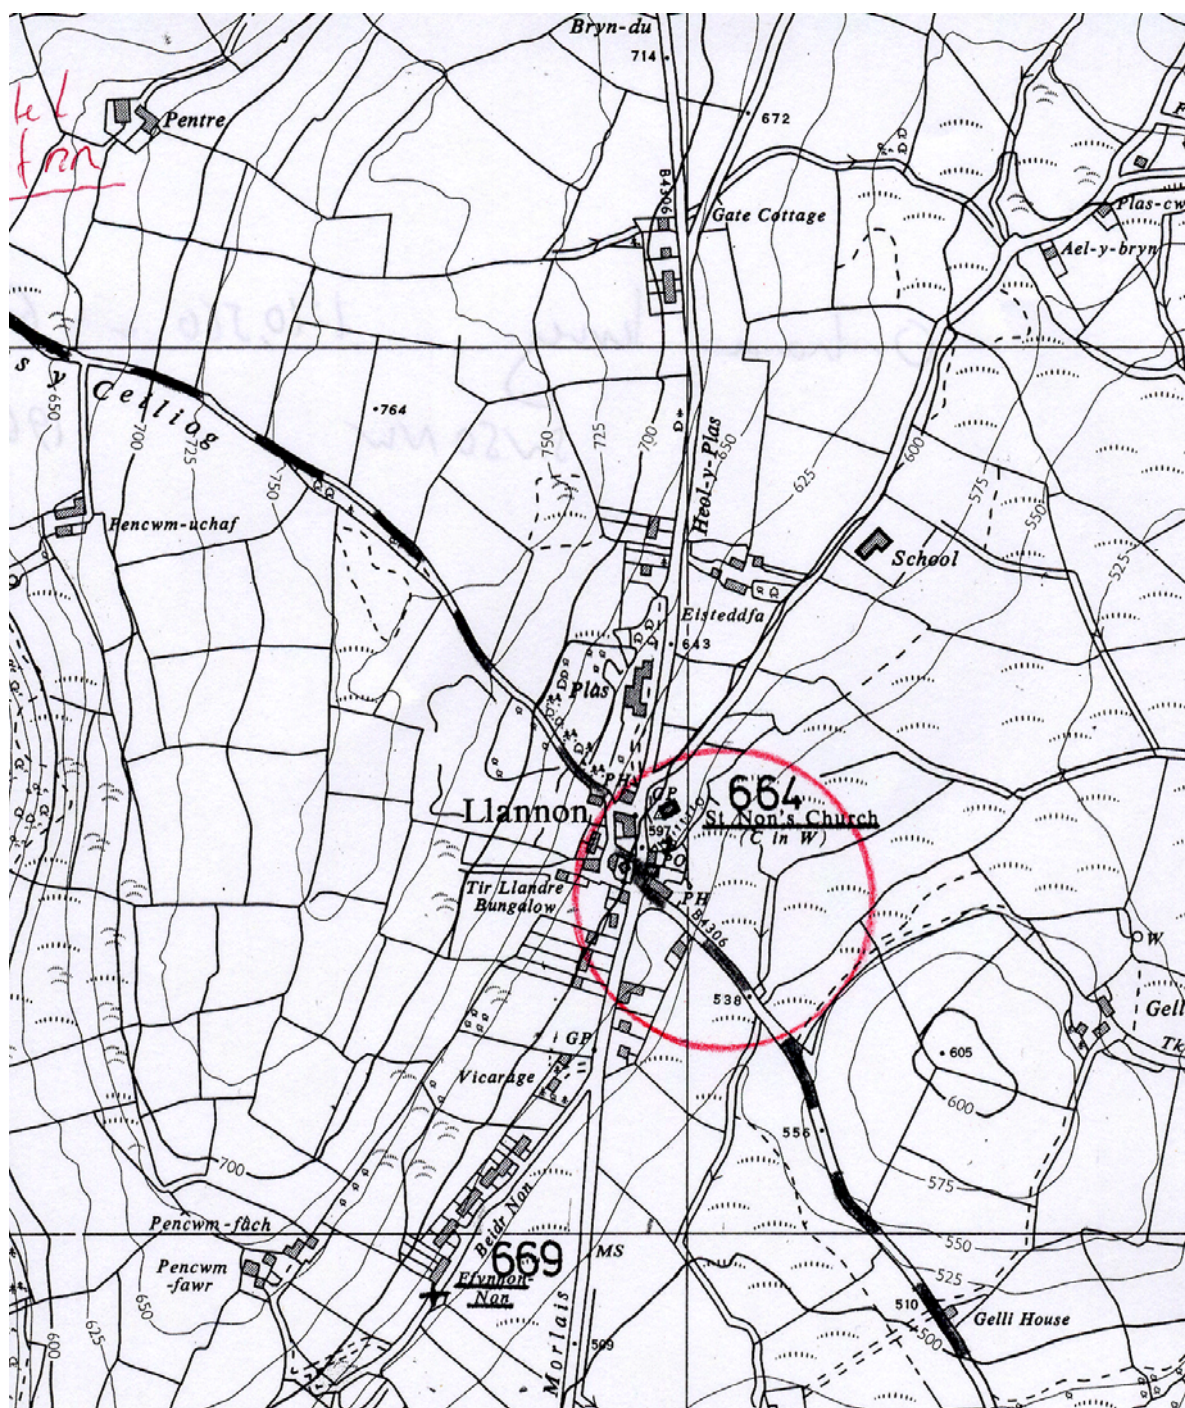 Bryn-du
714
672
Pentre
B4306
Gate Cottage
Plas-cw
Ael-y-bryn
s y Ceiliog
650
700
725
750
764
750
725
700
650
625
600
575
550
525
Heol-y-Plas
Pencwm-uchaf
School
Eisteddfa
643
Plas
PH
GP
664
Llannon
St Non's Church
(C in W)
597
PO
Tir Llandre
Bungalow
PH
B4306
W
538
Gell
Tk
GP
605
Vicarage
600
556
700
575
Beidr Non
Pencwm-fâch
550
669
MS
Pencwm
-fawr
Ffynnon-
Non
525
650
510
Gelli House
625
600
500
509
Morlais